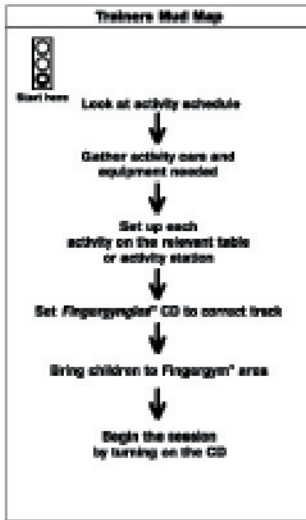 Trainers Mud Map
Start here
Look at activity schedule
Gather activity care and
equipment needed
Set up each
activity on the relevant table
or activity station
Set CD to correct track
Bring children to Fingergym® area
Begin the session
by turning on the CD